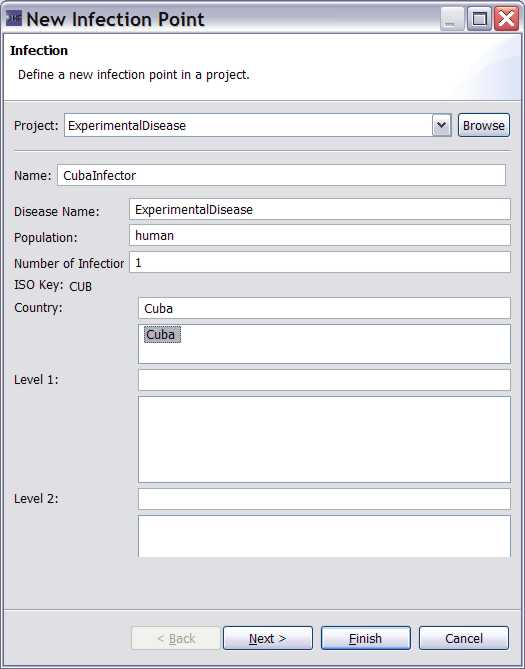 New Infection Point
Infection
Define a new infection point in a project.
Project: ExperimentalDisease Browse
Name: CubaInfector
Disease Name: ExperimentalDisease
Population: human
Number of Infection 1
ISO Key: CUB
Country: Cuba
Cuba
Level 1:
Level 2:
< Back Next > Finish Cancel